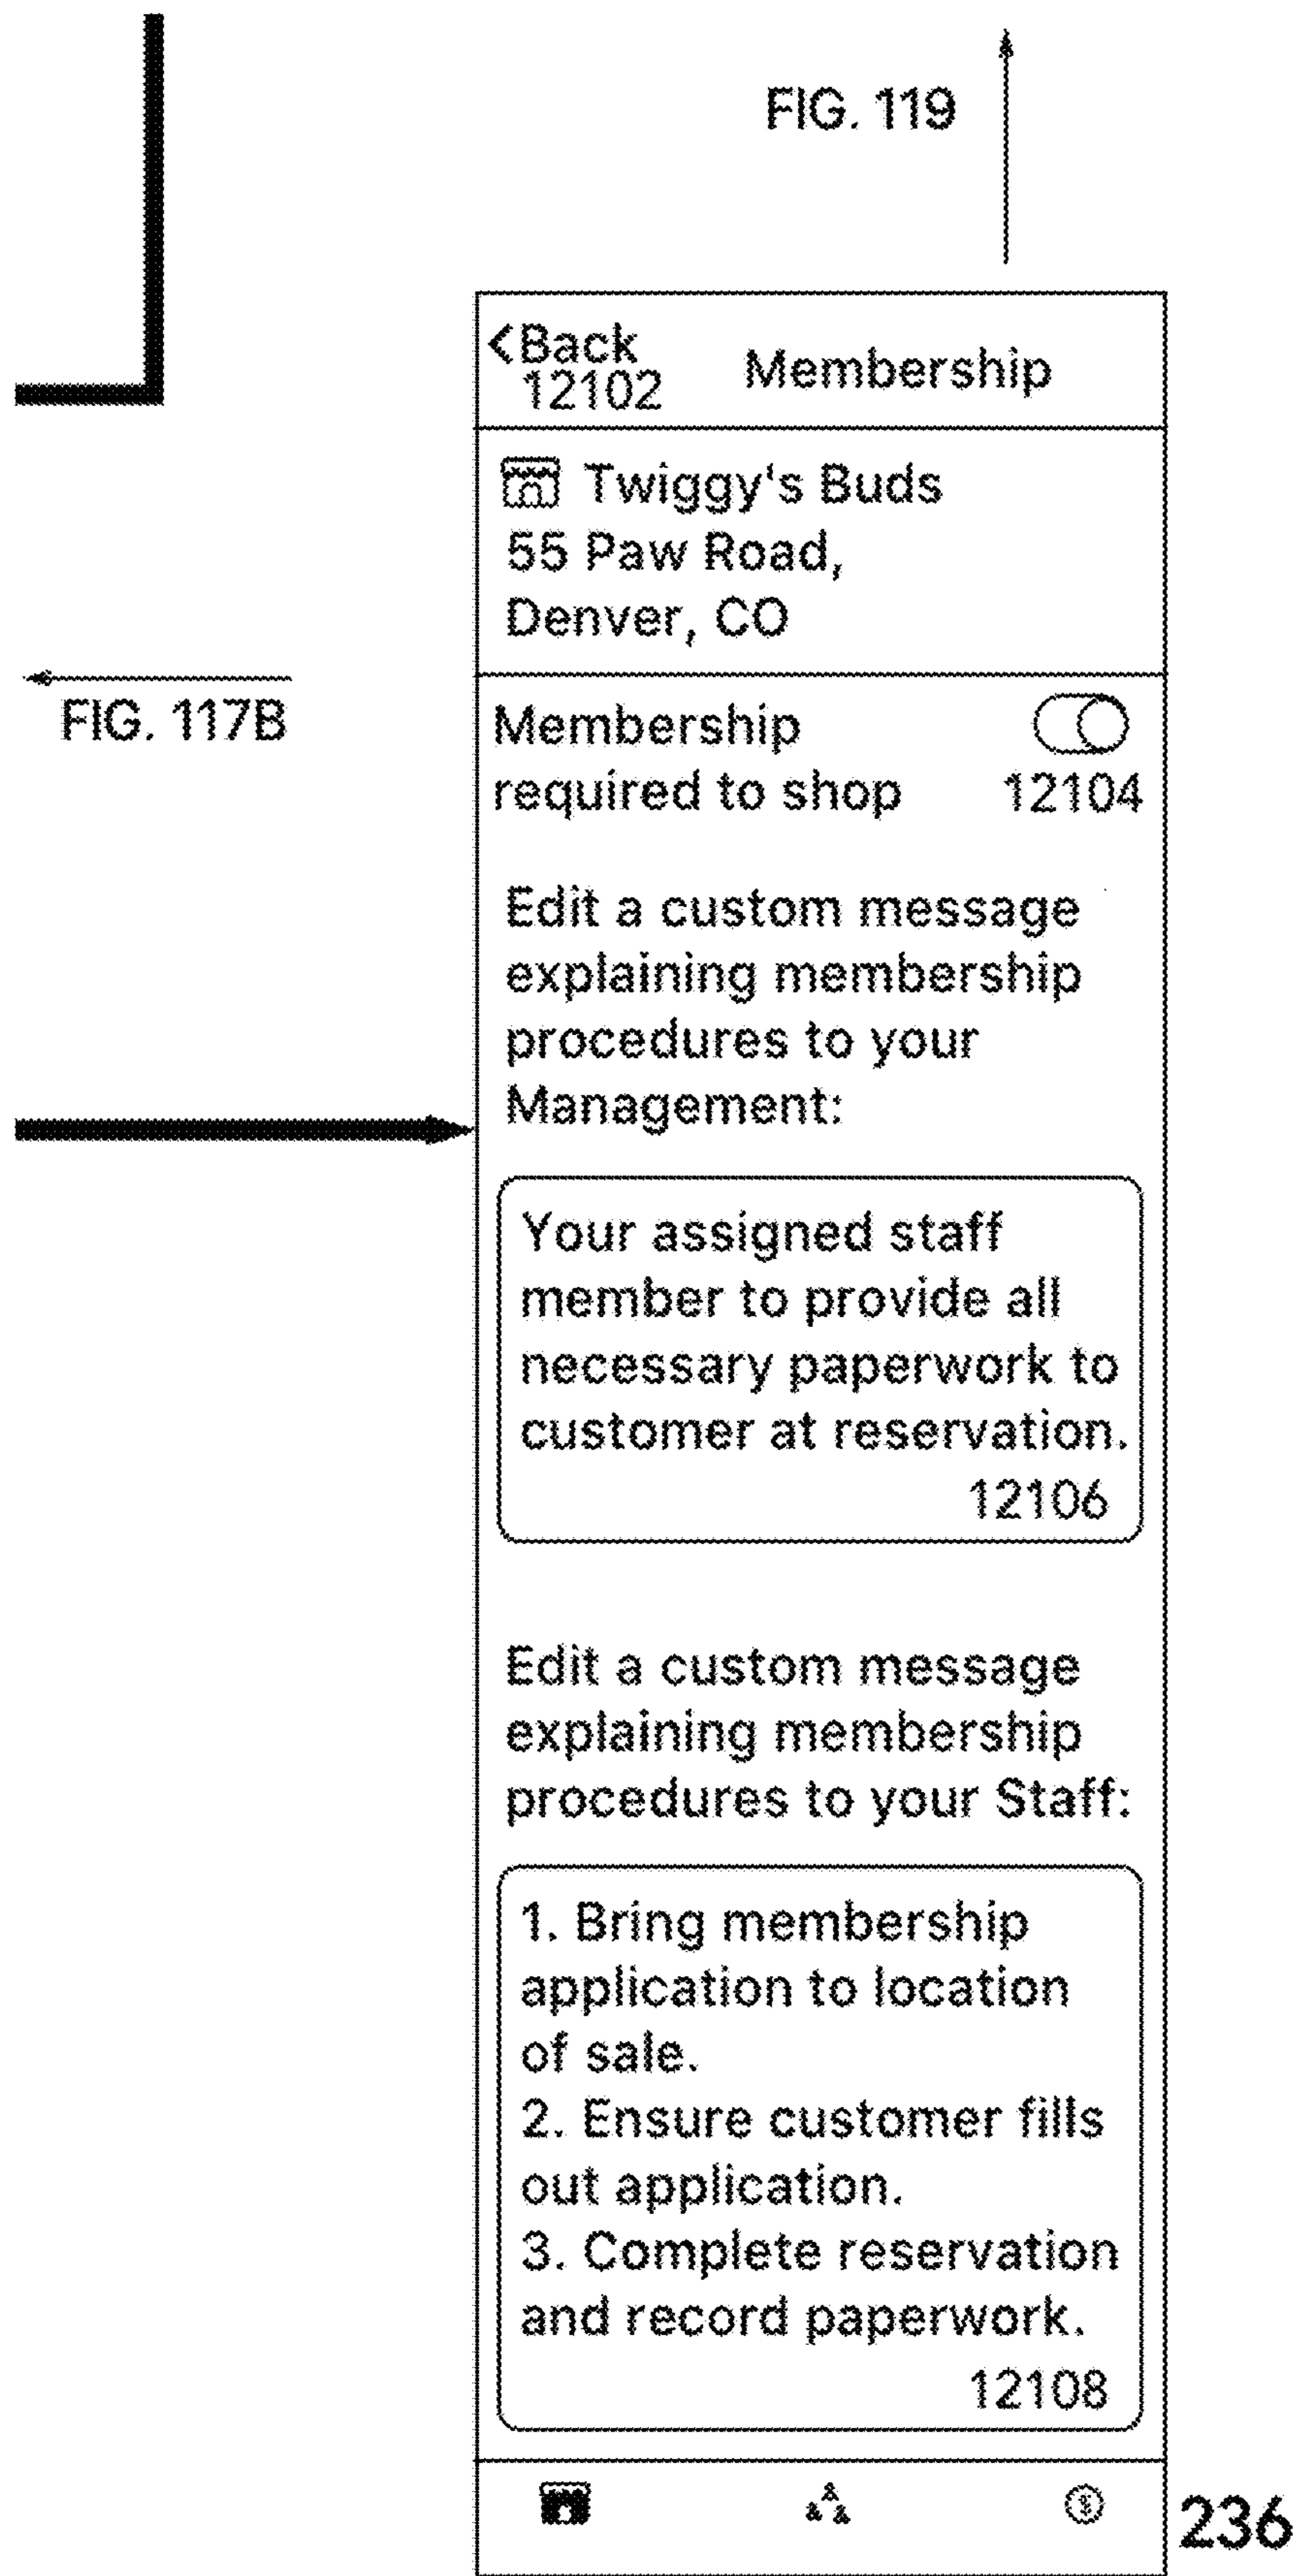 FIG. 119
<Back
12102
Membership
Twiggy's Buds
55 Paw Road,
Denver, CO
FIG. 117B
Membership
required to shop
12104
Edit a custom message
explaining membership
procedures to your
Management:
Your assigned staff
member to provide all
necessary paperwork to
customer at reservation.
12106
Edit a custom message
explaining membership
procedures to your Staff:
1. Bring membership
application to location
of sale.
2. Ensure customer fills
out application.
3. Complete reservation
and record paperwork.
12108
$
236